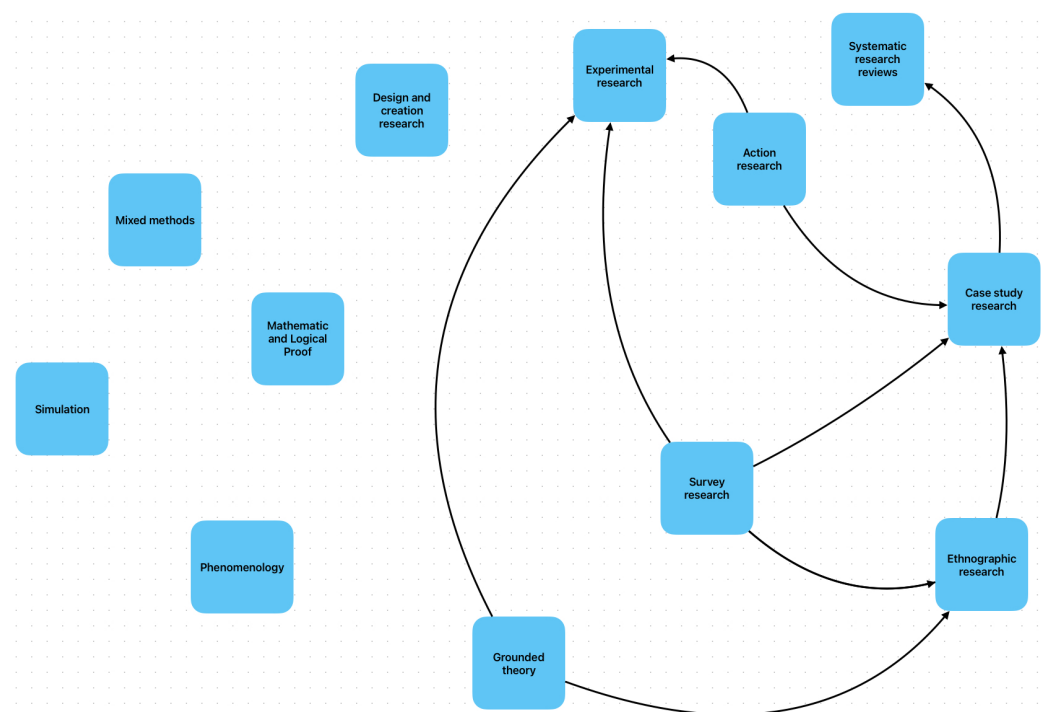 Systematic
research
reviews
Experimental
research
Design and
creation
research
Action
research
Mixed methods
Case study
research
Mathematic
and Logical
Proof
Simulation
Survey
research
Ethnographic
research
Phenomenology
Grounded
theory